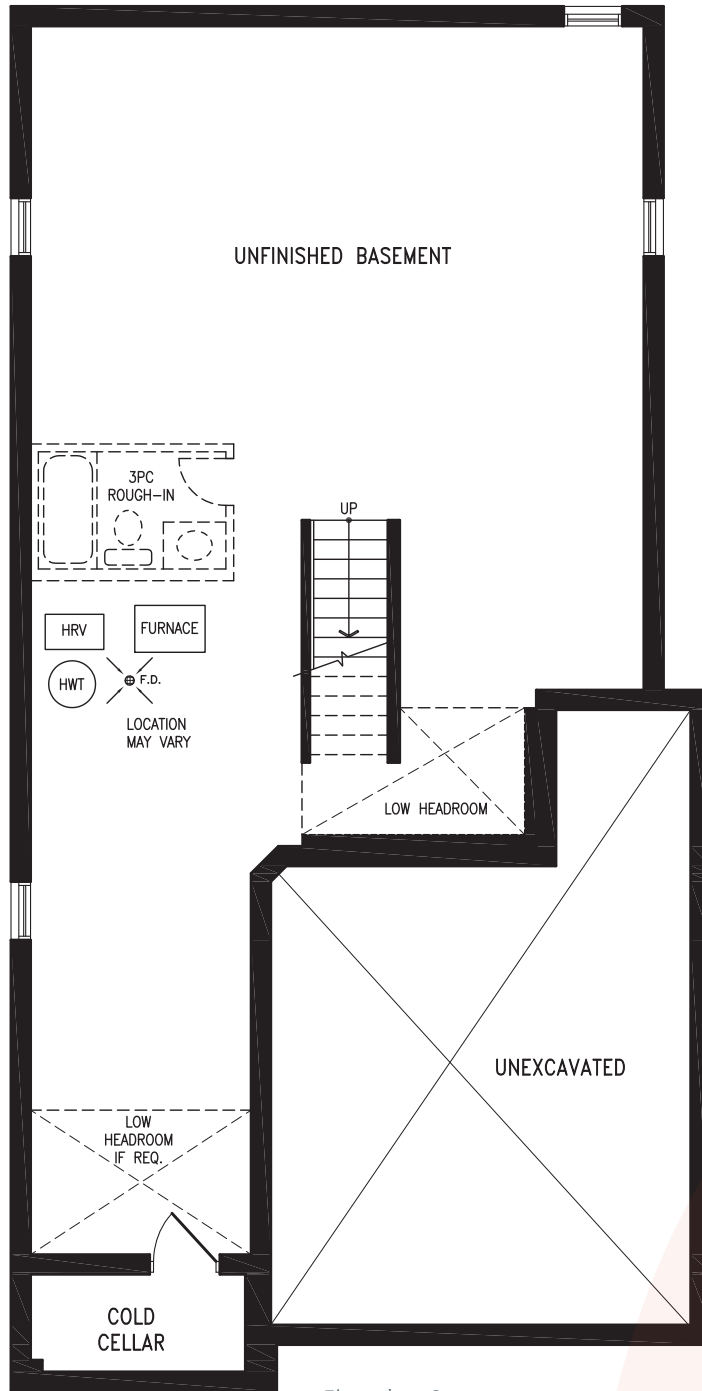 UNFINISHED BASEMENT
3PC
ROUGH-IN
UP
HRV
FURNACE
HWT
F.D.
LOCATION
MAY VARY
LOW HEADROOM
UNEXCAVATED
LOW
HEADROOM
IF REQ.
COLD
CELLAR